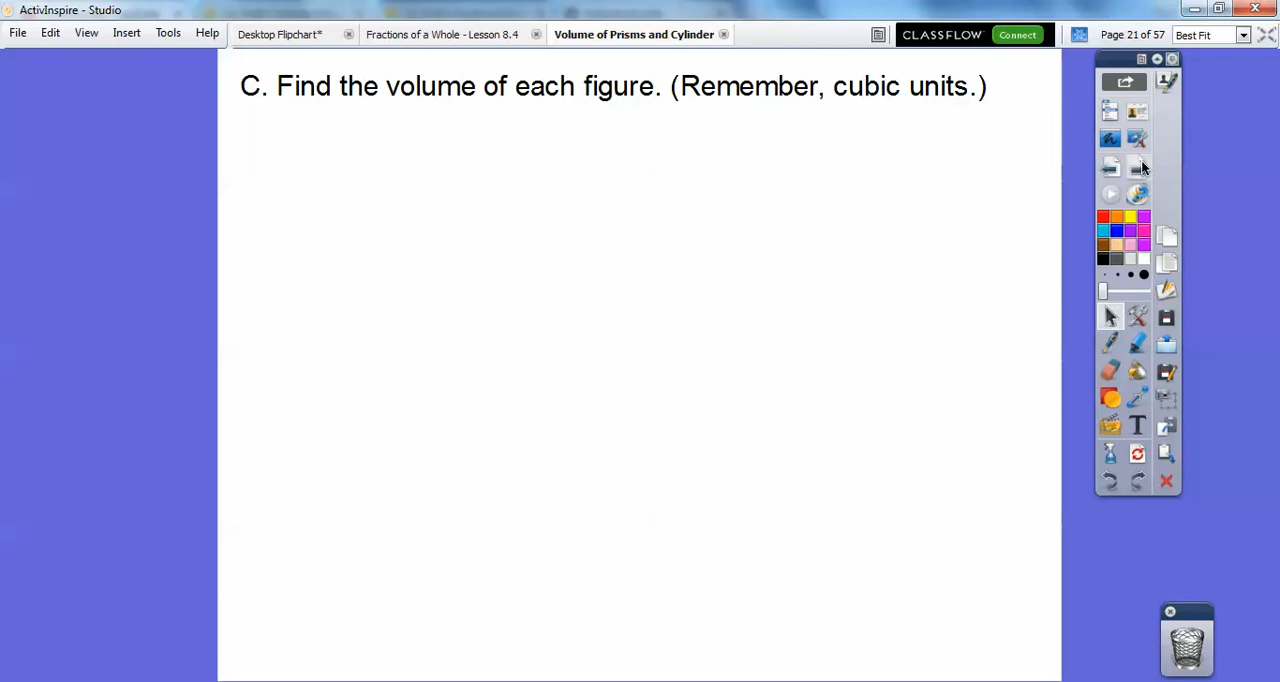 ActivInspire - Studio
File Edit View Insert Tools Help Desktop Flipchart* Fractions of a Whole - Lesson 8.4 Volume of Prisms and Cylinder CLASSFLOW Connect Page 21 of 57 Best Fit
C. Find the volume of each figure. (Remember, cubic units.)
T